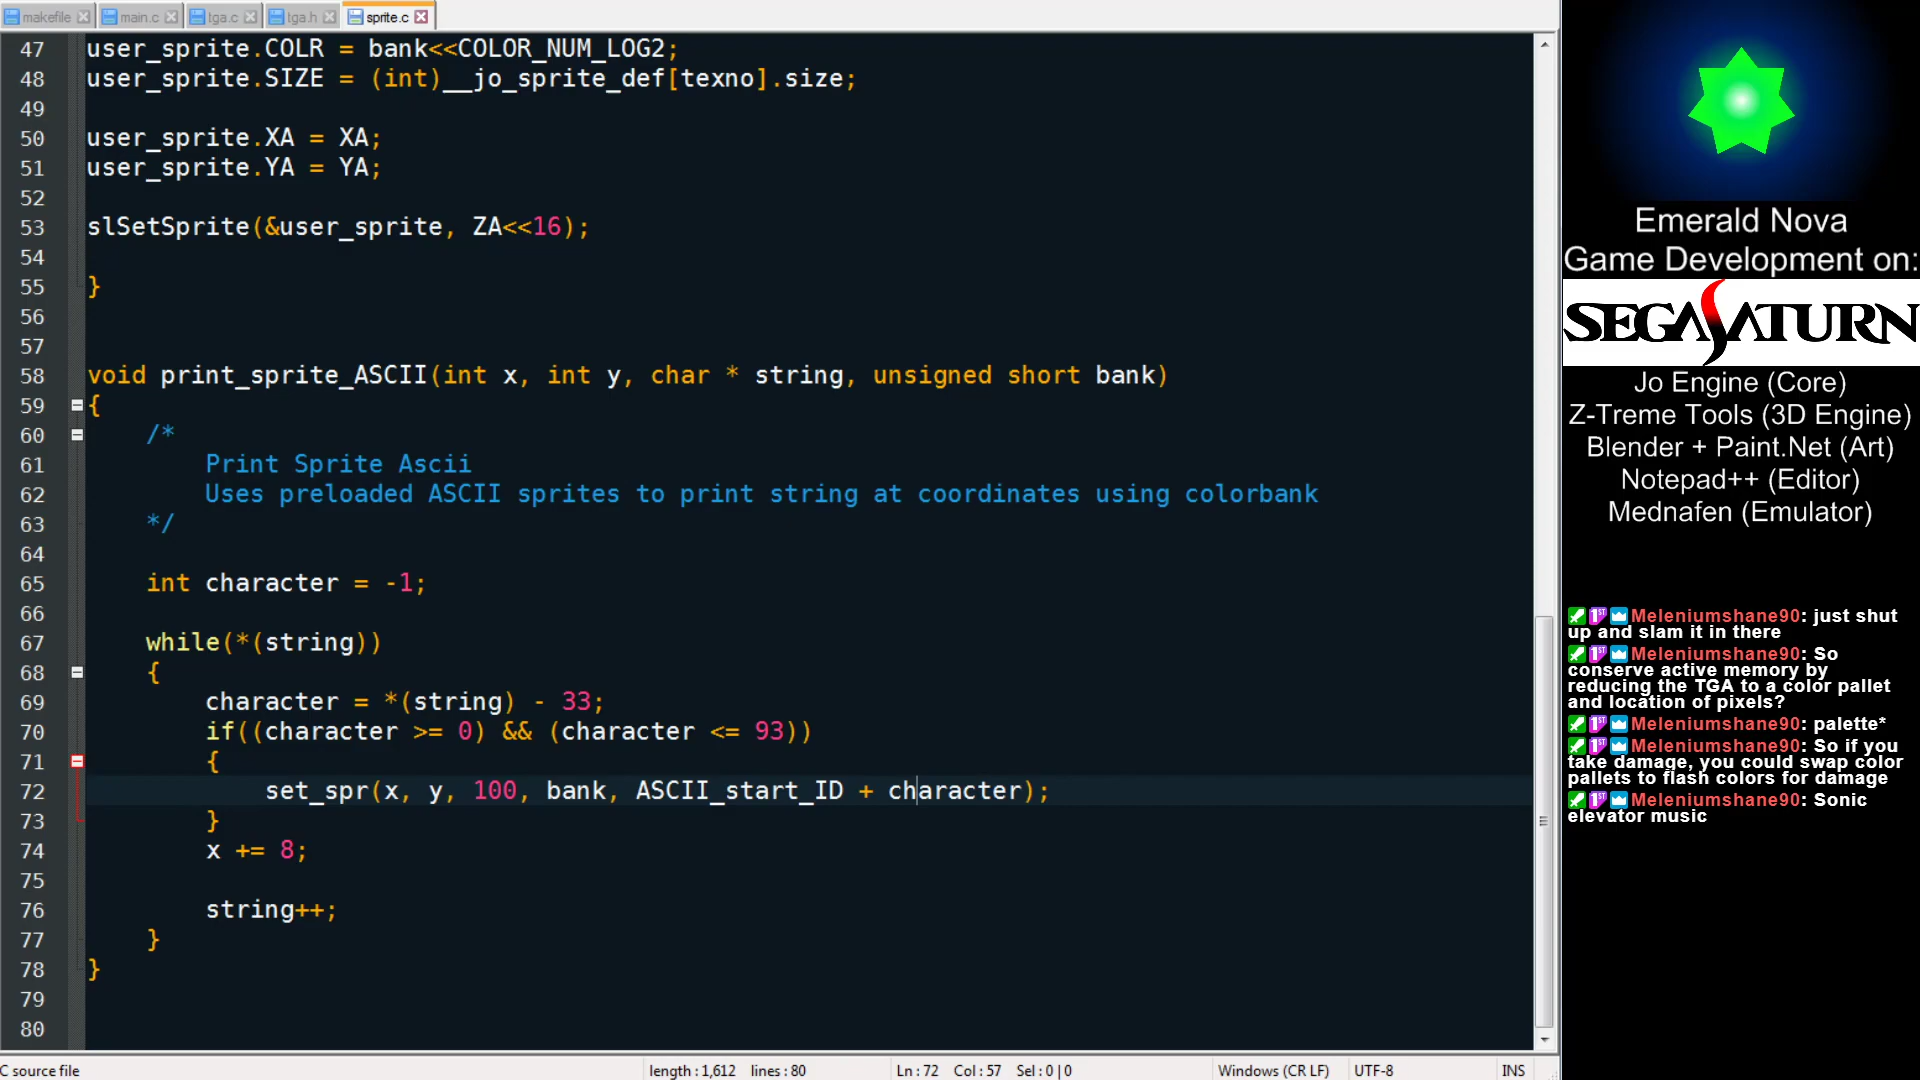 makefile main.c tga.c tga.h sprite.c
47 user_sprite.COLR = bank<<COLOR_NUM_LOG2;
48 user_sprite.SIZE = (int)__jo_sprite_def[texno].size;
49
50 user_sprite.XA = XA;
51 user_sprite.YA = YA;
52
53 slSetSprite(&user_sprite, ZA<<16);
54
55 }
56
57
58 void print_sprite_ASCII(int x, int y, char * string, unsigned short bank)
59 {
60 /*
61 Print Sprite Ascii
62 Uses preloaded ASCII sprites to print string at coordinates using colorbank
63 */
64
65 int character = -1;
66
67 while(*(string))
68 {
69 character = *(string) - 33;
70 if((character >= 0) && (character <= 93))
71 {
72 set_spr(x, y, 100, bank, ASCII_start_ID + character);
73 }
74 x += 8;
75
76 string++;
77 }
78 }
79
80
C source file length : 1,612 lines : 80 Ln : 72 Col : 57 Sel : 0 | 0 Windows (CR LF) UTF-8 INS
Emerald Nova
Game Development on:
SEGA SATURN
Jo Engine (Core)
Z-Treme Tools (3D Engine)
Blender + Paint.Net (Art)
Notepad++ (Editor)
Mednafen (Emulator)
Meleniumshane90: just shut
up and slam it in there
Meleniumshane90: So
conserve active memory by
reducing the TGA to a color pallet
and location of pixels?
Meleniumshane90: palette*
Meleniumshane90: So if you
take damage, you could swap color
pallets to flash colors for damage
Meleniumshane90: Sonic
elevator music